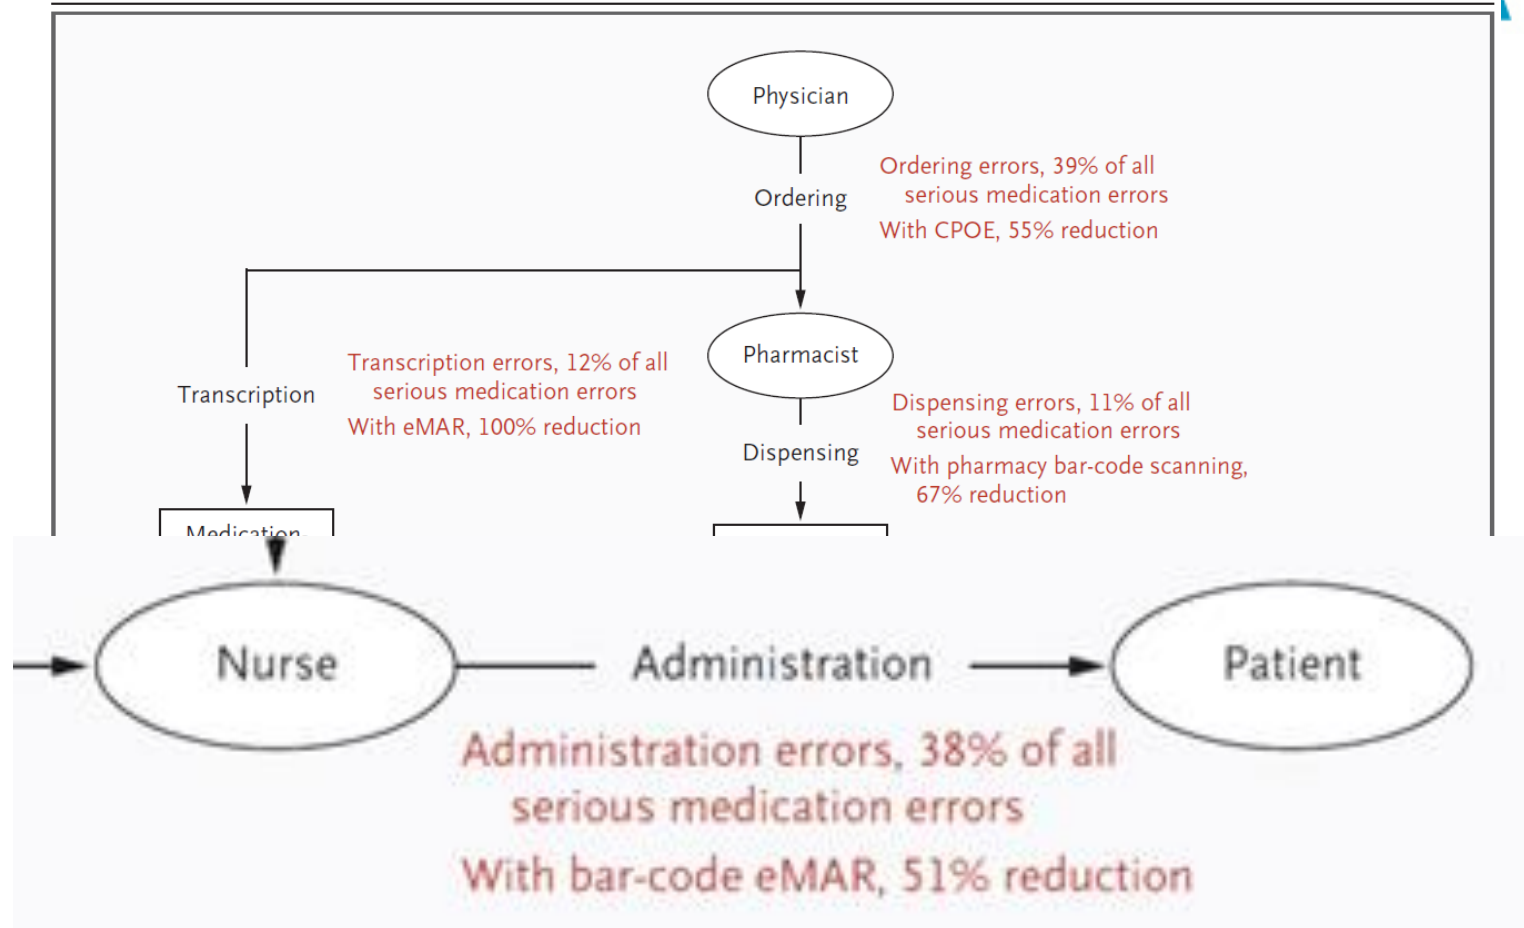 Physician
Ordering errors, 39% of all
serious medication errors
Ordering
With CPOE, 55% reduction
Pharmacist
Transcription errors, 12% of all
serious medication errors
Transcription
With eMAR, 100% reduction
Dispensing errors, 11% of all
serious medication errors
Dispensing
With pharmacy bar-code scanning,
67% reduction
Medication-
Nurse
Administration
Patient
Administration errors, 38% of all
serious medication errors
With bar-code eMAR, 51% reduction